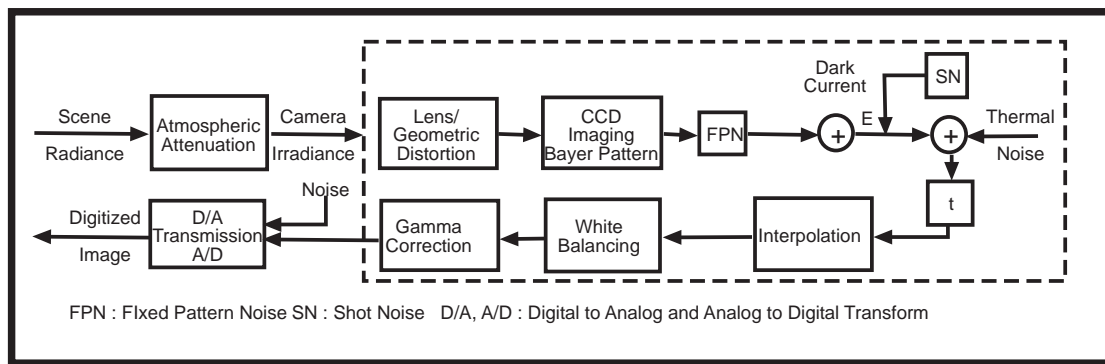 Scene
Radiance
Atmospheric
Attenuation
Camera
Irradiance
Lens/
Geometric
Distortion
CCD
Imaging
Bayer Pattern
FPN
+
Dark
Current
E
SN
+
Thermal
Noise
t
Interpolation
White
Balancing
Gamma
Correction
Noise
D/A
Transmission
A/D
Digitized
Image
FPN : FIxed Pattern Noise SN : Shot Noise D/A, A/D : Digital to Analog and Analog to Digital Transform